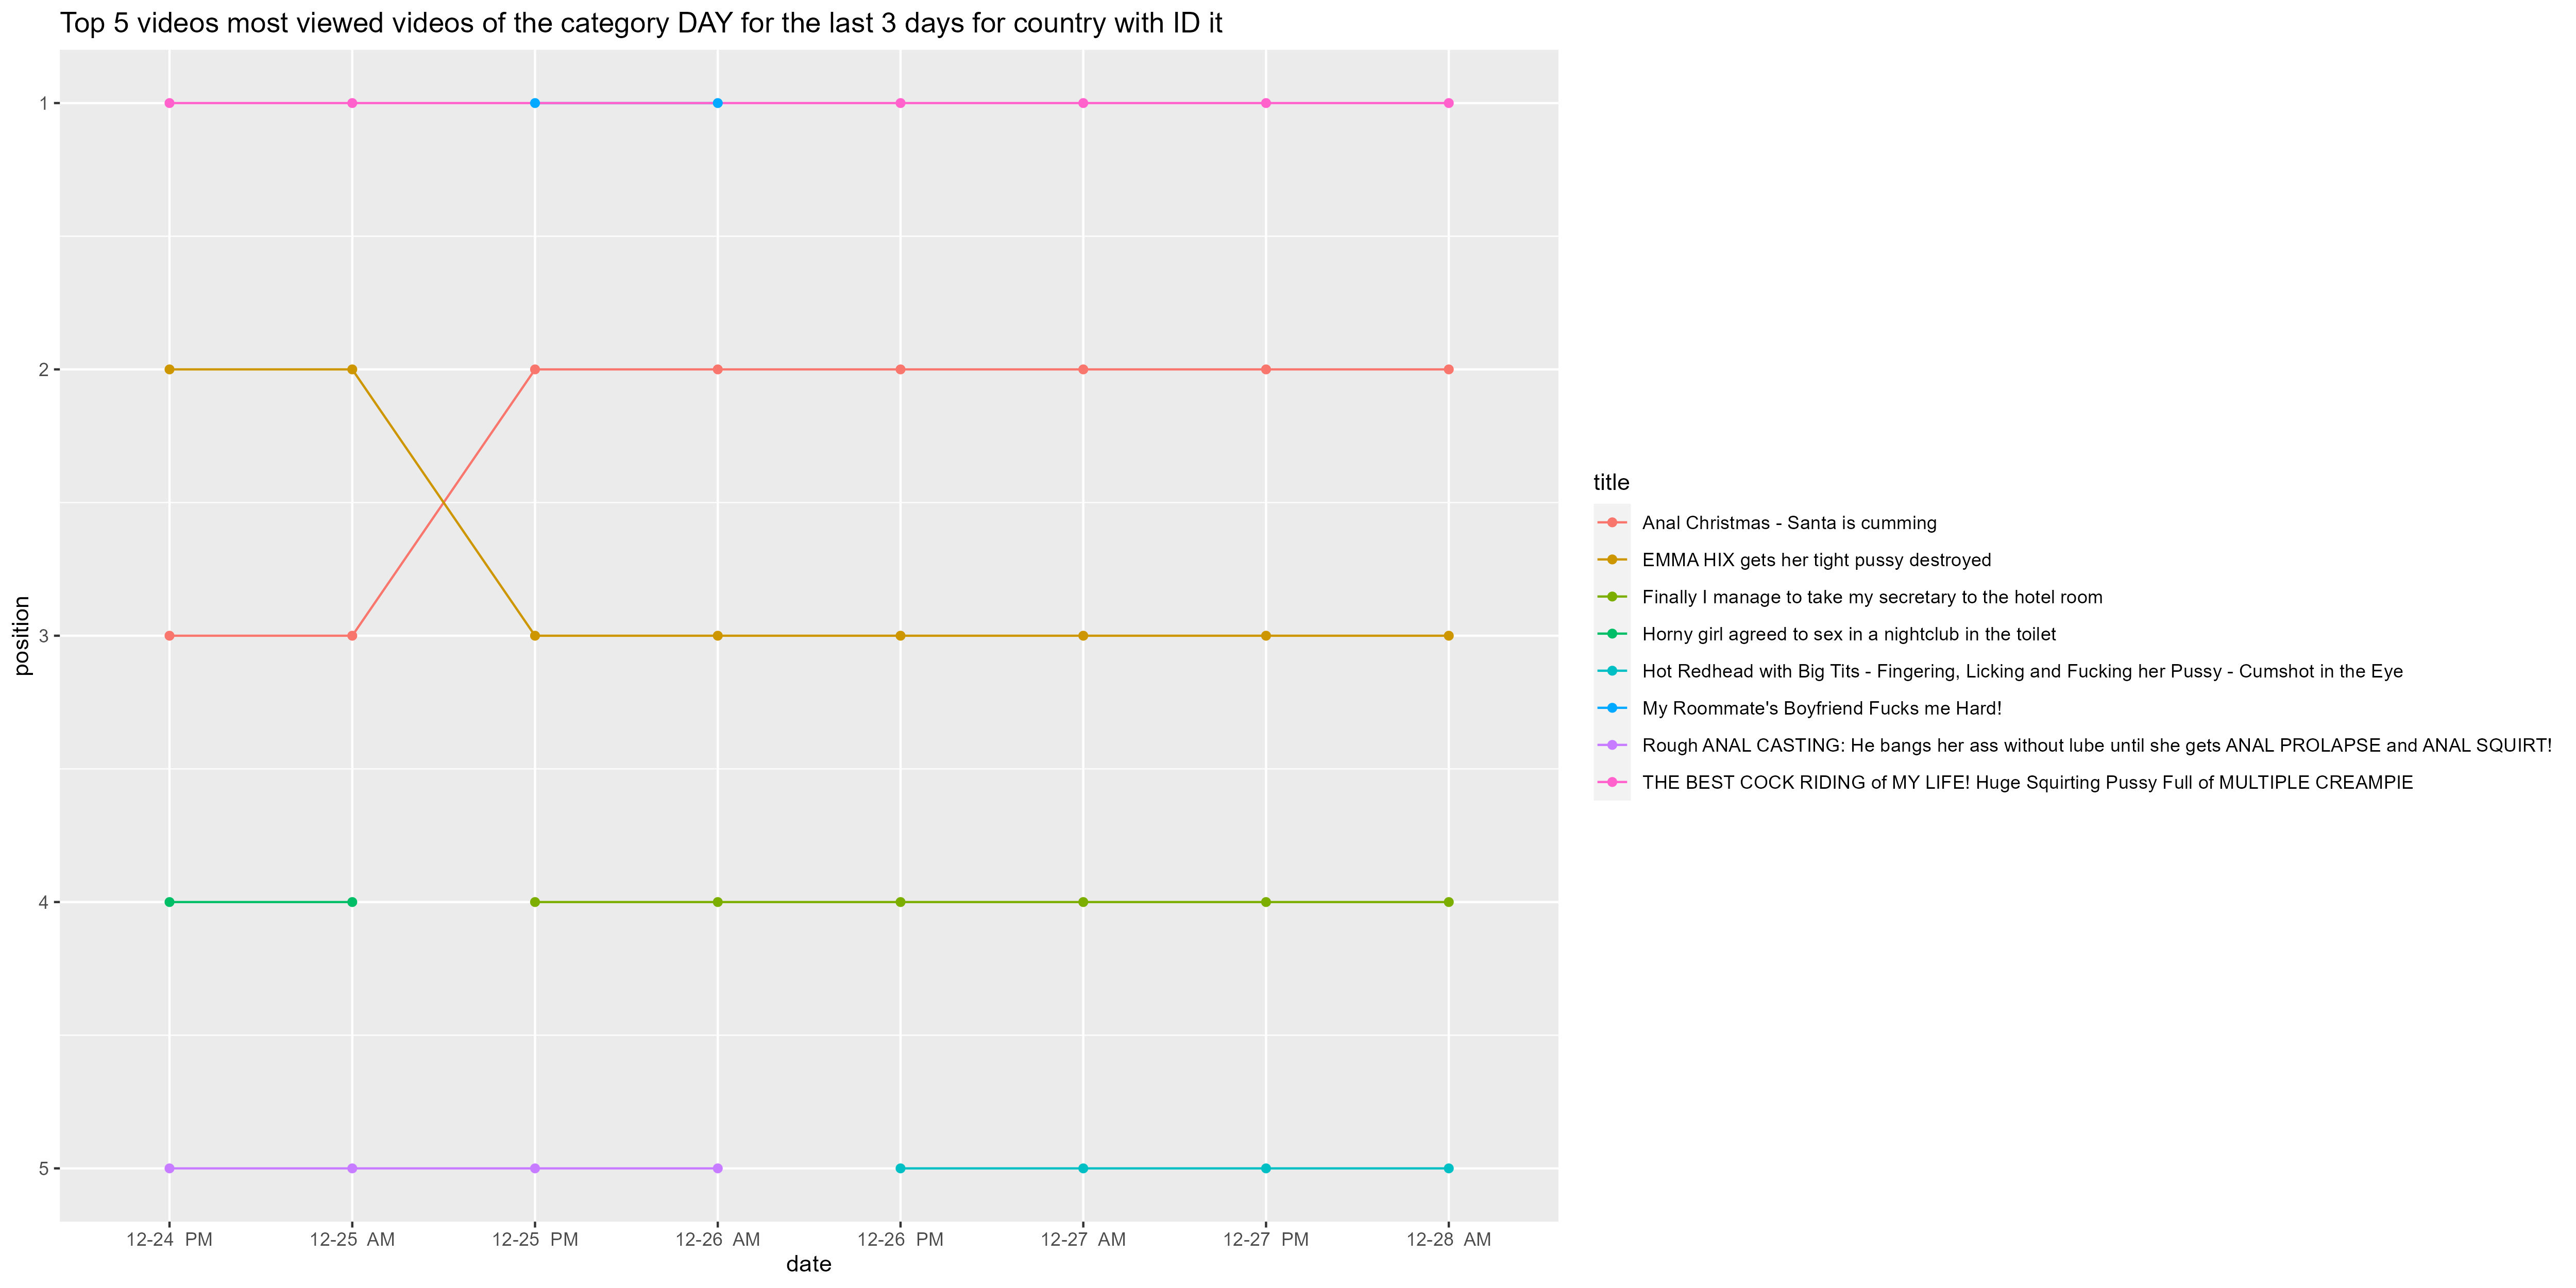 Top 5 videos most viewed videos of the category DAY for the last 3 days for country with ID it
1
2
3
4
5
position
12-24 PM
12-25 AM
12-25 PM
12-26 AM
12-26 PM
12-27 AM
12-27 PM
12-28 AM
date
title
Anal Christmas - Santa is cumming
EMMA HIX gets her tight pussy destroyed
Finally I manage to take my secretary to the hotel room
Horny girl agreed to sex in a nightclub in the toilet
Hot Redhead with Big Tits - Fingering, Licking and Fucking her Pussy - Cumshot in the Eye
My Roommate's Boyfriend Fucks me Hard!
Rough ANAL CASTING: He bangs her ass without lube until she gets ANAL PROLAPSE and ANAL SQUIRT!
THE BEST COCK RIDING of MY LIFE! Huge Squirting Pussy Full of MULTIPLE CREAMPIE